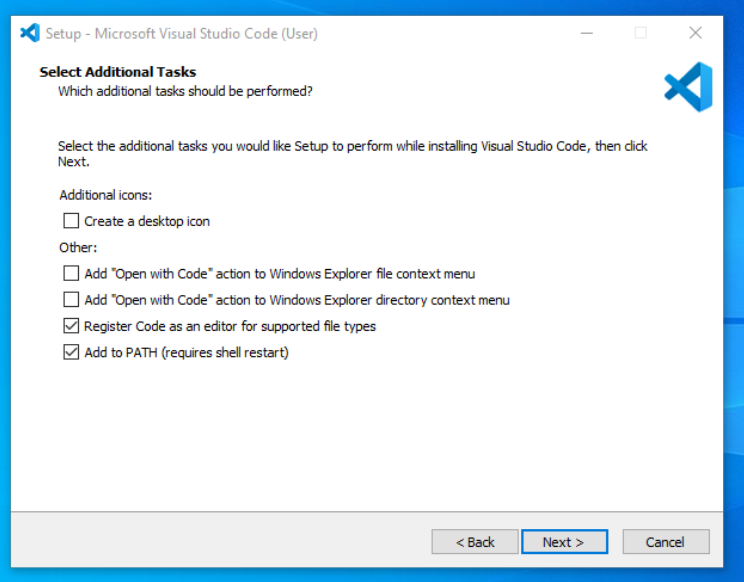 Setup - Microsoft Visual Studio Code (User)
Select Additional Tasks
Which additional tasks should be performed?
Select the additional tasks you would like Setup to perform while installing Visual Studio Code, then click
Next.
Additional icons:
Create a desktop icon
Other:
Add "Open with Code" action to Windows Explorer file context menu
Add "Open with Code" action to Windows Explorer directory context menu
Register Code as an editor for supported file types
Add to PATH (requires shell restart)
< Back Next > Cancel